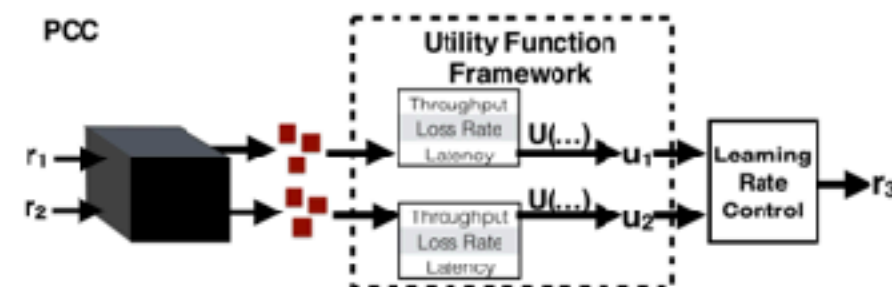 PCC
Utility Function
Framework
r1
r2
Throughput
Loss Rate
Latency
U(...)
u1
Throughput
Loss Rate
Latency
U(...)
u2
Learning
Rate
Control
r3